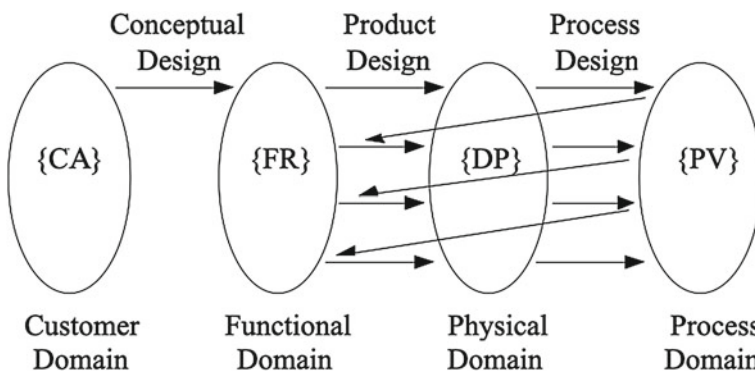 Conceptual Design
Product Design
Process Design
{CA}
{FR}
{DP}
{PV}
Customer Domain
Functional Domain
Physical Domain
Process Domain